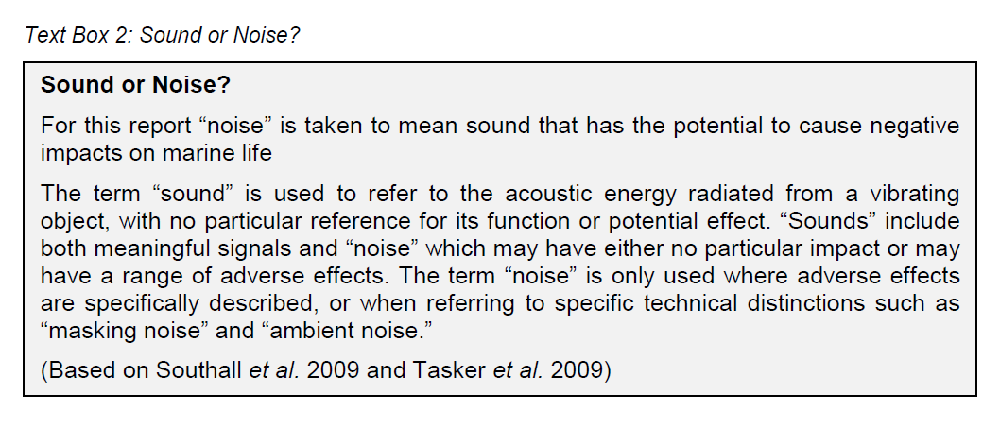 Text Box 2: Sound or Noise?
Sound or Noise?
For this report “noise” is taken to mean sound that has the potential to cause negative
impacts on marine life
The term “sound” is used to refer to the acoustic energy radiated from a vibrating
object, with no particular reference for its function or potential effect. “Sounds” include
both meaningful signals and “noise” which may have either no particular impact or may
have a range of adverse effects. The term “noise” is only used where adverse effects
are specifically described, or when referring to specific technical distinctions such as
“masking noise” and “ambient noise.”
(Based on Southall et al. 2009 and Tasker et al. 2009)